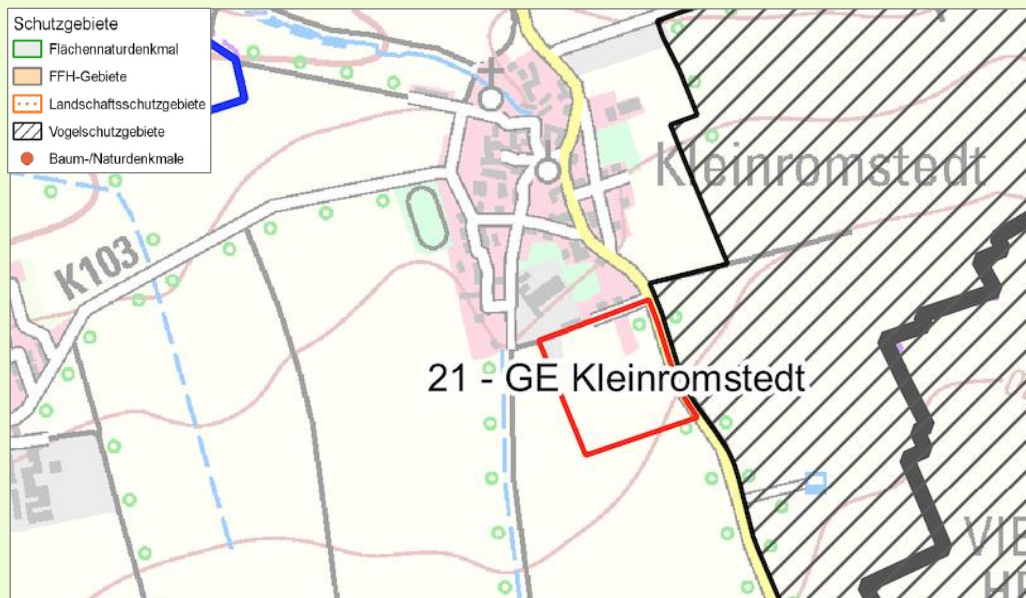 Schutzgebiete
Flächennaturdenkmal
FFH-Gebiete
Landschaftsschutzgebiete
Vogelschutzgebiete
Baum-/Naturdenkmale
Kleinromstedt
K103
21 - GE Kleinromstedt